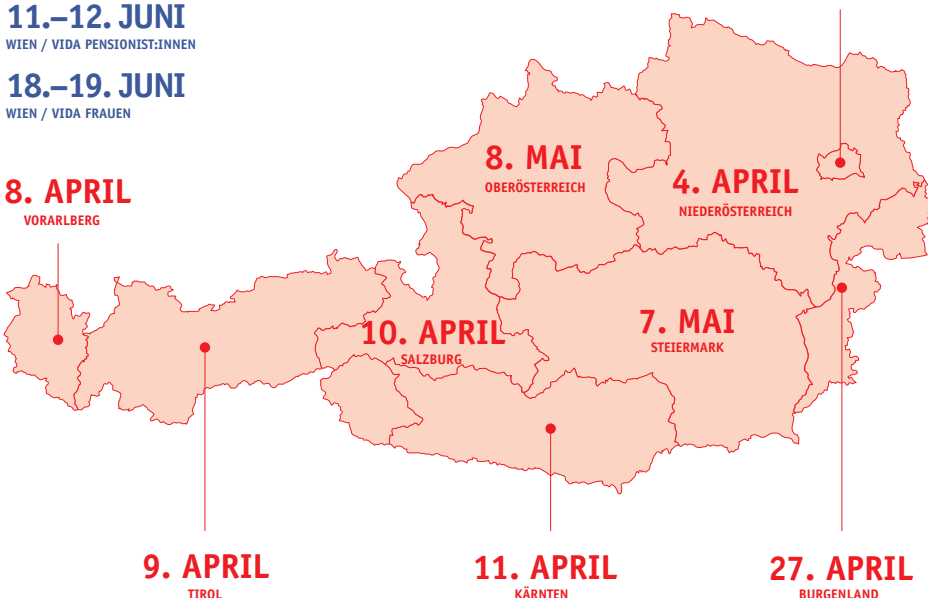 11.–12. JUNI
WIEN / VIDA PENSIONIST:INNEN
18.–19. JUNI
WIEN / VIDA FRAUEN
8. MAI
OBERÖSTERREICH
4. APRIL
NIEDERÖSTERREICH
8. APRIL
VORARLBERG
10. APRIL
SALZBURG
7. MAI
STEIERMARK
9. APRIL
TIROL
11. APRIL
KÄRNTEN
27. APRIL
BURGENLAND